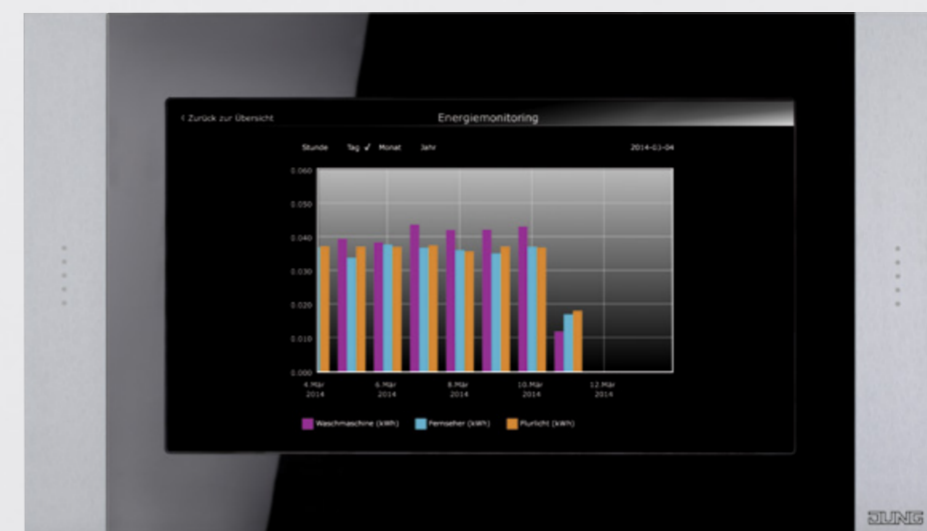 ‹ Zurück zur Übersicht
Energiemonitoring
Stunde Tag ✓ Monat Jahr
2014-03-04
0.060
0.050
0.040
0.030
0.020
0.010
0.000
4.Mär 6.Mär 8.Mär 10.Mär 12.Mär
2014 2014 2014 2014 2014
Waschmaschine (kWh) Fernseher (kWh) Flurlicht (kWh)
JUNG